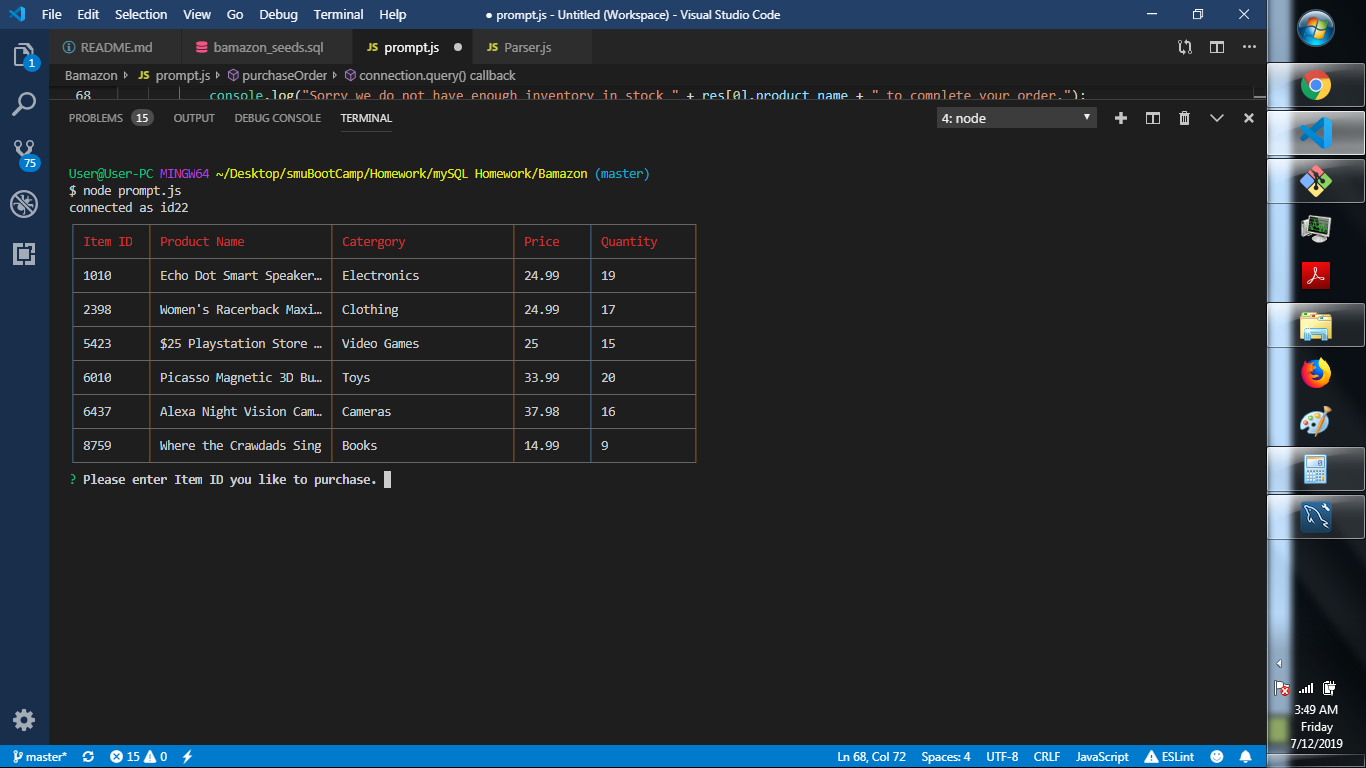 File Edit Selection View Go Debug Terminal Help ● prompt.js - Untitled (Workspace) - Visual Studio Code
README.md bamazon_seeds.sql JS prompt.js ● JS Parser.js
Bamazon › JS prompt.js › purchaseOrder › connection.query() callback
68 console.log("Sorry we do not have enough inventory in stock " + res[0].product_name + " to complete your order.");
PROBLEMS 15 OUTPUT DEBUG CONSOLE TERMINAL 4: node
User@User-PC MINGW64 ~/Desktop/smuBootCamp/Homework/mySQL Homework/Bamazon (master)
$ node prompt.js
connected as id22
Item ID Product Name Catergory Price Quantity
1010 Echo Dot Smart Speaker… Electronics 24.99 19
2398 Women's Racerback Maxi… Clothing 24.99 17
5423 $25 Playstation Store … Video Games 25 15
6010 Picasso Magnetic 3D Bu… Toys 33.99 20
6437 Alexa Night Vision Cam… Cameras 37.98 16
8759 Where the Crawdads Sing Books 14.99 9
? Please enter Item ID you like to purchase.
1
75
master* 15 0 Ln 68, Col 72 Spaces: 4 UTF-8 CRLF JavaScript ESLint
3:49 AM
Friday
7/12/2019